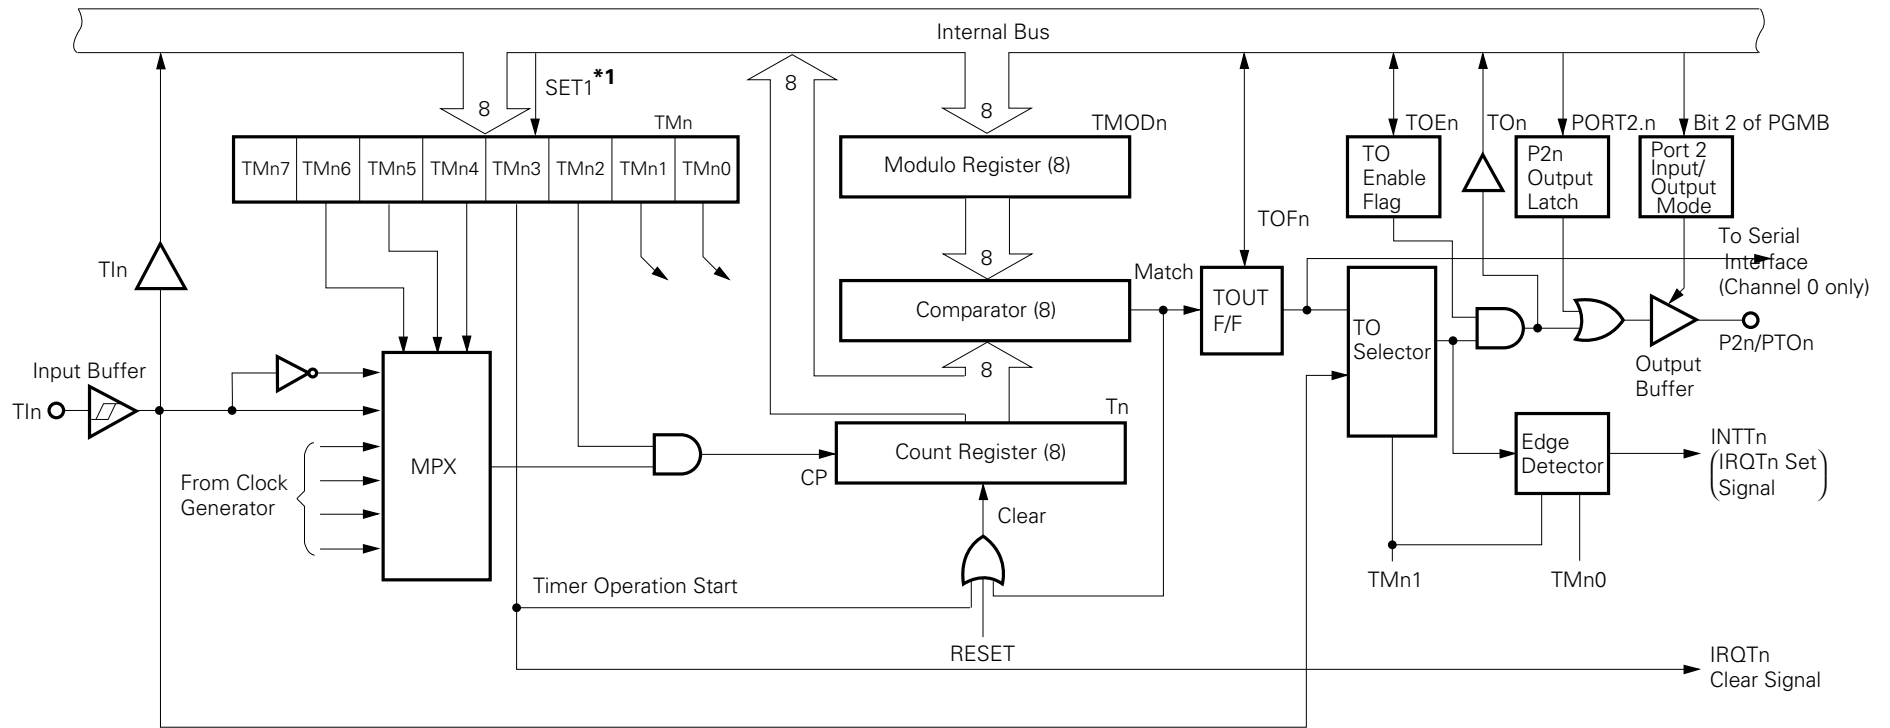 Internal Bus
8
SET1*1
8
8
TMn
TMn7 TMn6 TMn5 TMn4 TMn3 TMn2 TMn1 TMn0
TMODn
Modulo Register (8)
TOEn
TOn
PORT2.n
Bit 2 of PGMB
TO
Enable
Flag
P2n
Output
Latch
Port 2
Input/
Output
Mode
TOFn
8
To Serial
Interface
(Channel 0 only)
TIn
Match
Comparator (8)
TOUT
F/F
TO
Selector
P2n/PTOn
Output
Buffer
Input Buffer
TIn
8
Tn
Count Register (8)
CP
MPX
From Clock
Generator
Edge
Detector
INTTn
(IRQTn Set
Signal)
Clear
Timer Operation Start
TMn1
TMn0
RESET
IRQTn
Clear Signal